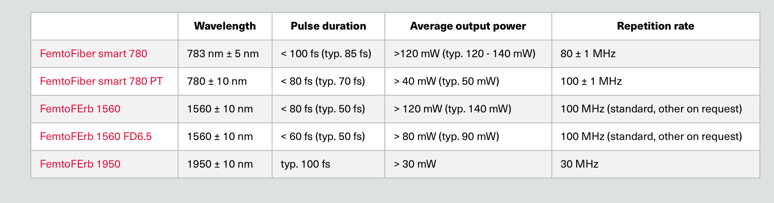 Wavelength Pulse duration Average output power Repetition rate
FemtoFiber smart 780 783 nm ± 5 nm < 100 fs (typ. 85 fs) >120 mW (typ. 120 - 140 mW) 80 ± 1 MHz
FemtoFiber smart 780 PT 780 ± 10 nm < 80 fs (typ. 70 fs) > 40 mW (typ. 50 mW) 100 ± 1 MHz
FemtoFErb 1560 1560 ± 10 nm < 80 fs (typ. 50 fs) > 120 mW (typ. 140 mW) 100 MHz (standard, other on request)
FemtoFErb 1560 FD6.5 1560 ± 10 nm < 60 fs (typ. 50 fs) > 80 mW (typ. 90 mW) 100 MHz (standard, other on request)
FemtoFErb 1950 1950 ± 10 nm typ. 100 fs > 30 mW 30 MHz